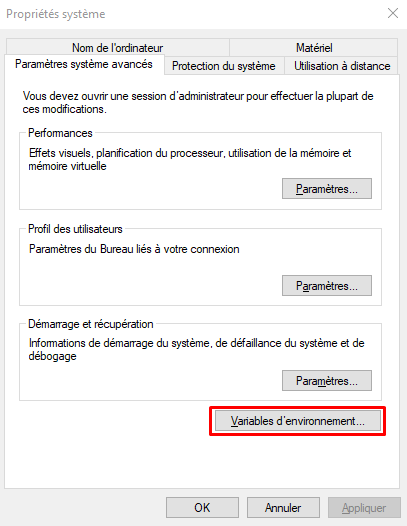 Propriétés système
Nom de l'ordinateur
Matériel
Paramètres système avancés
Protection du système
Utilisation à distance
Vous devez ouvrir une session d'administrateur pour effectuer la plupart de
ces modifications.
Performances
Effets visuels, planification du processeur, utilisation de la mémoire et
mémoire virtuelle
Paramètres...
Profil des utilisateurs
Paramètres du Bureau liés à votre connexion
Paramètres...
Démarrage et récupération
Informations de démarrage du système, de défaillance du système et de
débogage
Paramètres...
Variables d'environnement...
OK
Annuler
Appliquer